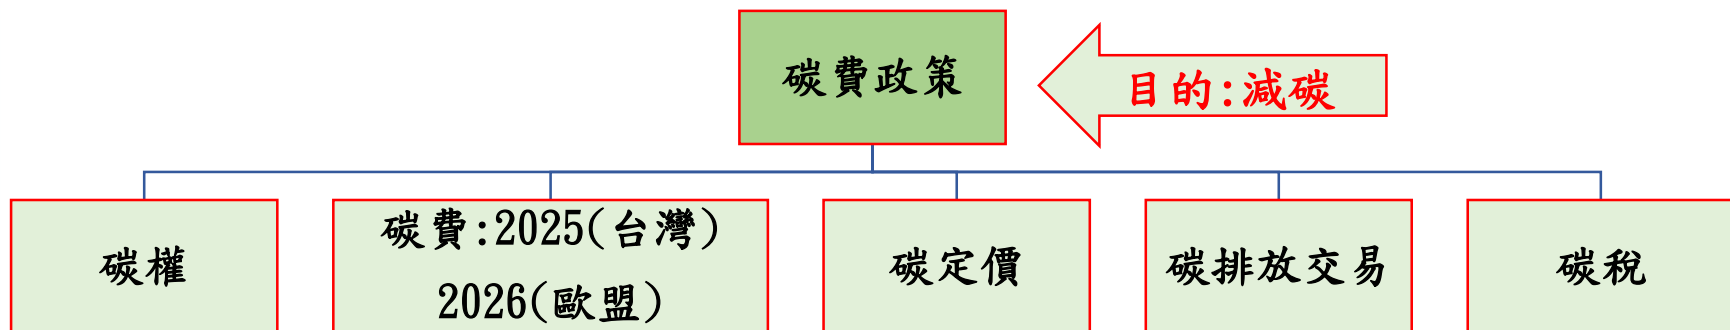 碳費政策
目的:減碳
碳權
碳費:2025(台灣)
2026(歐盟)
碳定價
碳排放交易
碳稅